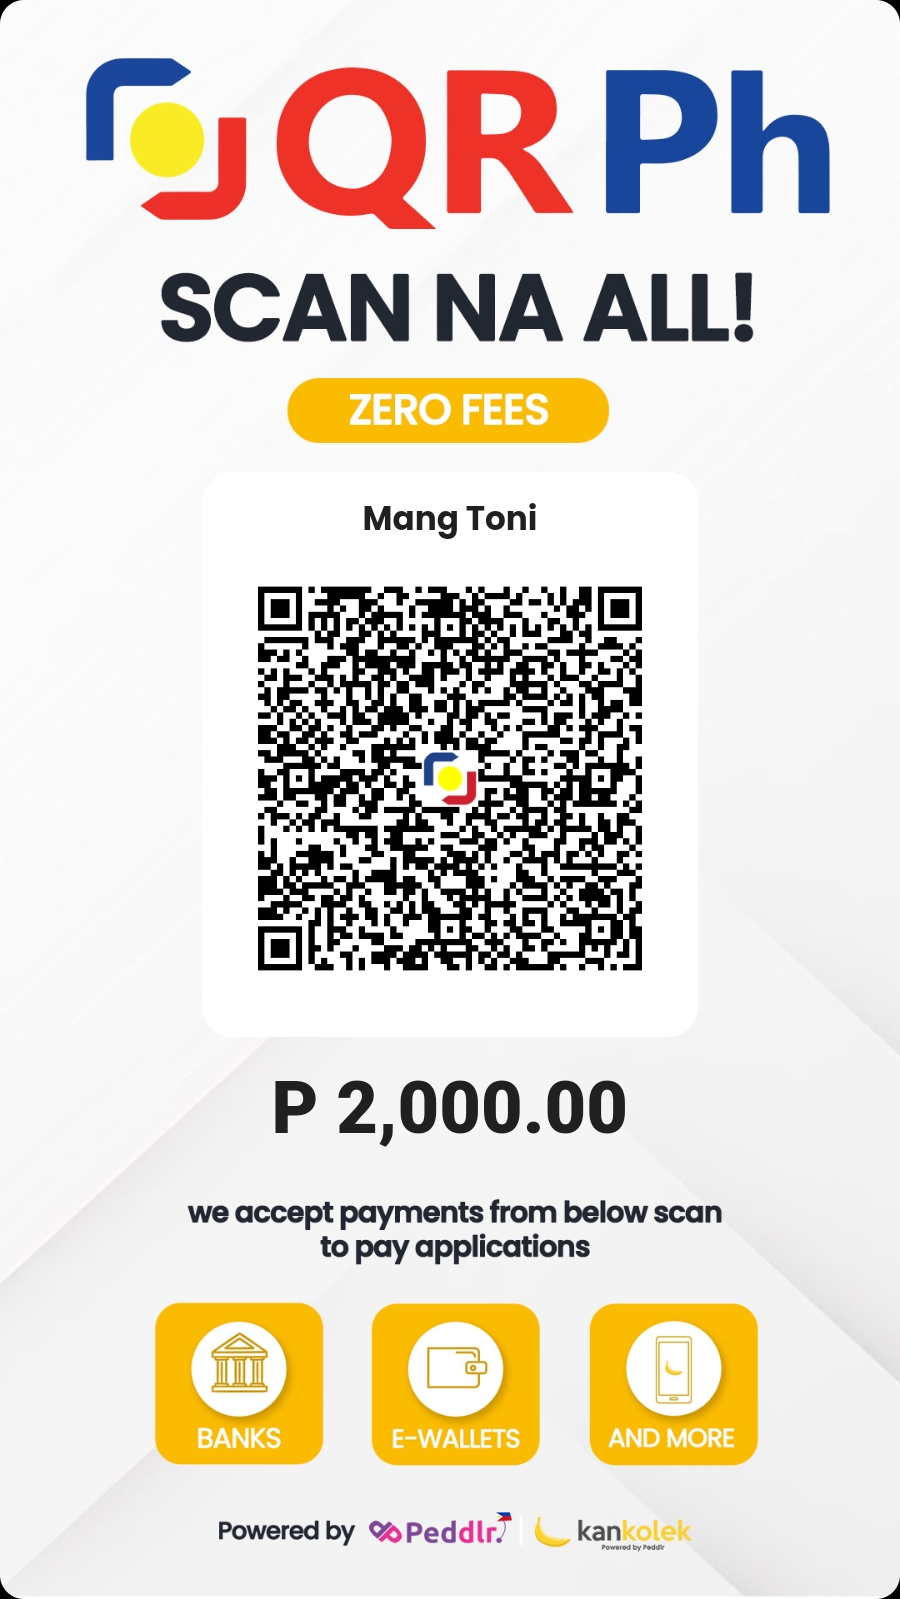 QR Ph
SCAN NA ALL!
ZERO FEES
Mang Toni
P 2,000.00
we accept payments from below scan
to pay applications
BANKS
E-WALLETS
AND MORE
Powered by Peddlr. kankolek
Powered by Peddlr